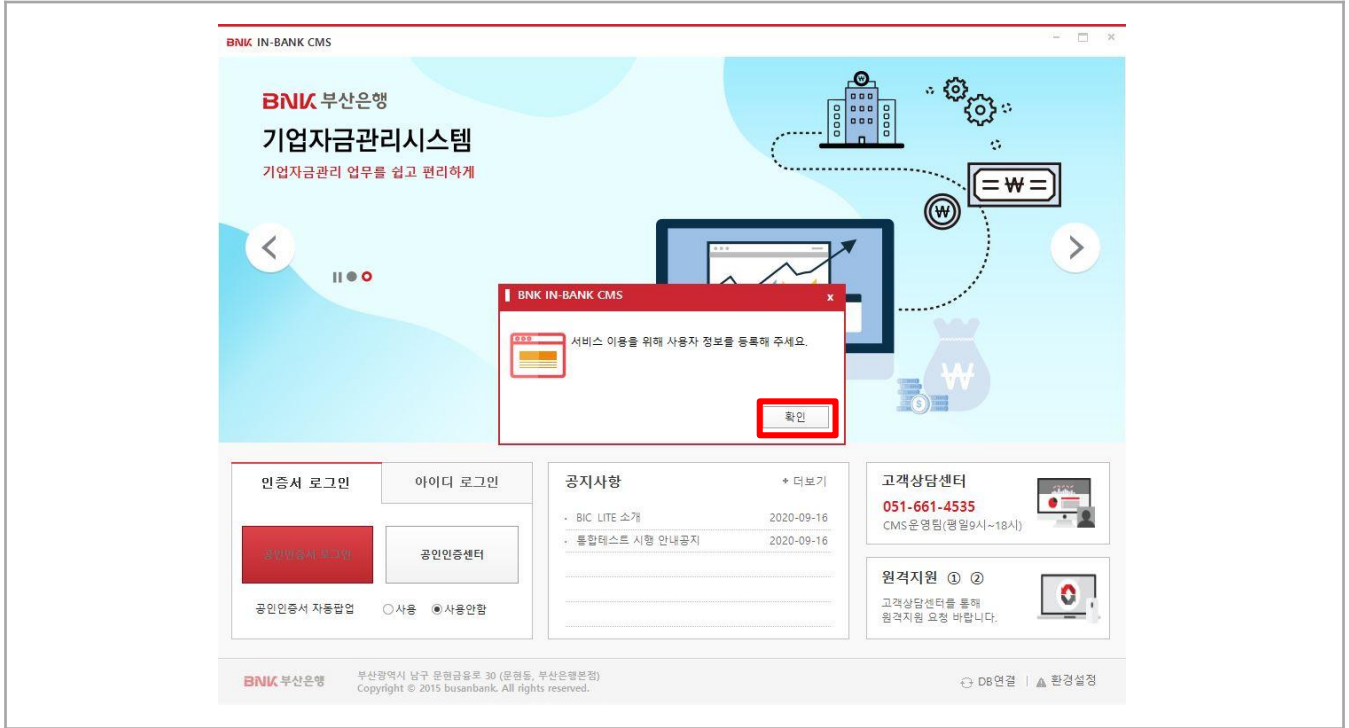 BNK IN-BANK CMS
BNK 부산은행
기업자금관리시스템
기업자금관리 업무를 쉽고 편리하게
BNK IN-BANK CMS x
서비스 이용을 위해 사용자 정보를 등록해 주세요.
확인
인증서 로그인
아이디 로그인
공인인증서 로그인
공인인증센터
공인인증서 자동팝업 사용 사용안함
공지사항
+ 더보기
· BIC LITE 소개 2020-09-16
· 통합테스트 시행 안내공지 2020-09-16
고객상담센터
051-661-4535
CMS운영팀(평일9시~18시)
원격지원 ① ②
고객상담센터를 통해
원격지원 요청 바랍니다.
BNK 부산은행
부산광역시 남구 문현금융로 30 (문현동, 부산은행본점)
Copyright © 2015 busanbank. All rights reserved.
DB연결 | 환경설정